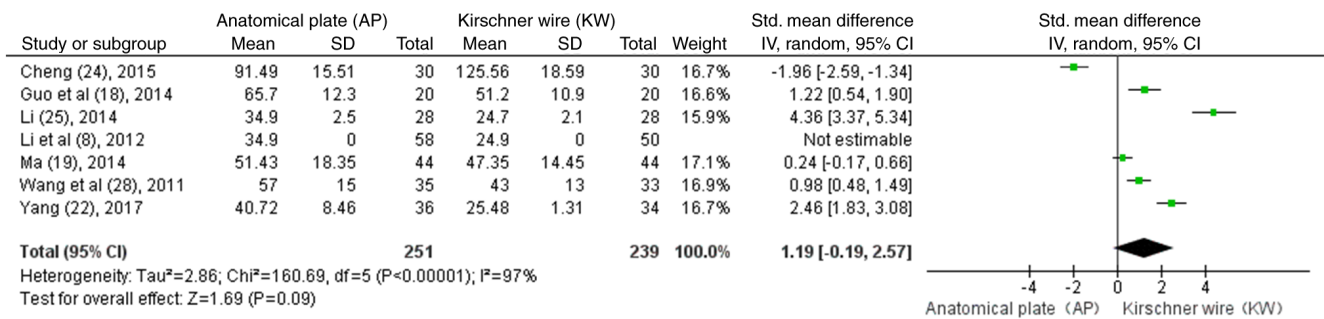 Anatomical plate (AP) Kirschner wire (KW) Std. mean difference Std. mean difference
Study or subgroup Mean SD Total Mean SD Total Weight IV, random, 95% CI IV, random, 95% CI
Cheng (24), 2015 91.49 15.51 30 125.56 18.59 30 16.7% -1.96 [-2.59, -1.34]
Guo et al (18), 2014 65.7 12.3 20 51.2 10.9 20 16.6% 1.22 [0.54, 1.90]
Li (25), 2014 34.9 2.5 28 24.7 2.1 28 15.9% 4.36 [3.37, 5.34]
Li et al (8), 2012 34.9 0 58 24.9 0 50 Not estimable
Ma (19), 2014 51.43 18.35 44 47.35 14.45 44 17.1% 0.24 [-0.17, 0.66]
Wang et al (28), 2011 57 15 35 43 13 33 16.9% 0.98 [0.48, 1.49]
Yang (22), 2017 40.72 8.46 36 25.48 1.31 34 16.7% 2.46 [1.83, 3.08]
Total (95% CI) 251 239 100.0% 1.19 [-0.19, 2.57]
Heterogeneity: Tau²=2.86; Chi²=160.69, df=5 (P<0.00001); I²=97%
Test for overall effect: Z=1.69 (P=0.09)
-4 -2 0 2 4
Anatomical plate (AP) Kirschner wire (KW)